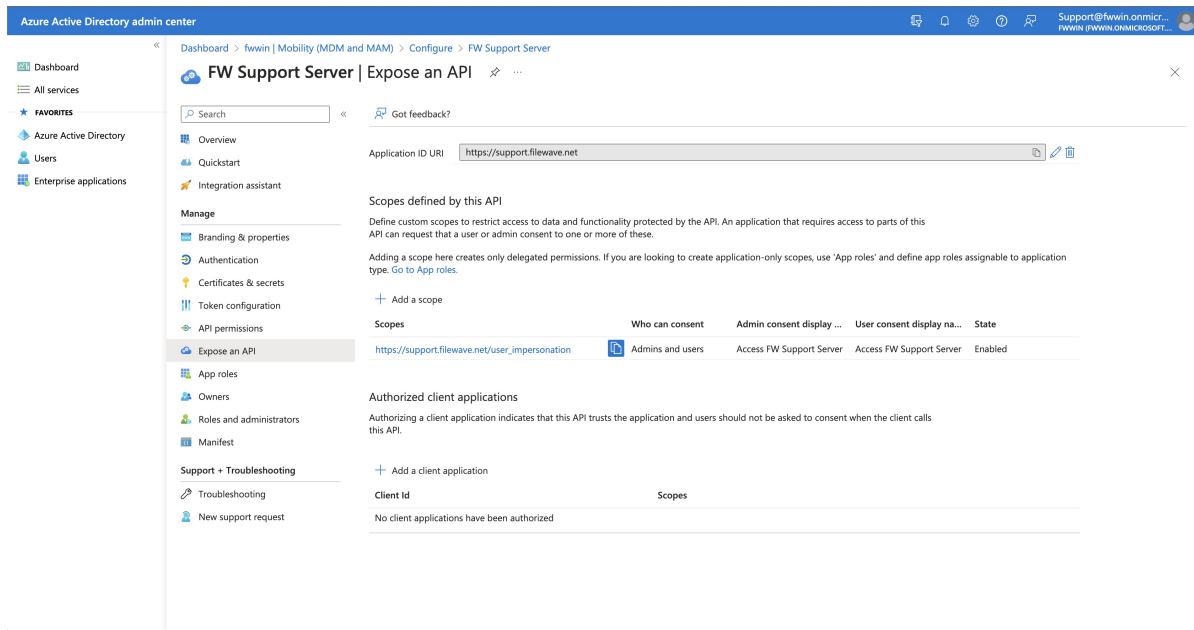 Azure Active Directory admin center
Support@fwwin.onmicr...
FWWIN (FWWIN.ONMICROSOFT....
«
Dashboard
All services
FAVORITES
Azure Active Directory
Users
Enterprise applications
Dashboard > fwwin | Mobility (MDM and MAM) > Configure > FW Support Server
FW Support Server | Expose an API
...
Search
«
Overview
Quickstart
Integration assistant
Manage
Branding & properties
Authentication
Certificates & secrets
Token configuration
API permissions
Expose an API
App roles
Owners
Roles and administrators
Manifest
Support + Troubleshooting
Troubleshooting
New support request
Got feedback?
Application ID URI https://support.filewave.net
Scopes defined by this API
Define custom scopes to restrict access to data and functionality protected by the API. An application that requires access to parts of this
API can request that a user or admin consent to one or more of these.
Adding a scope here creates only delegated permissions. If you are looking to create application-only scopes, use 'App roles' and define app roles assignable to application
type. Go to App roles.
Add a scope
Scopes Who can consent Admin consent display ... User consent display na... State
https://support.filewave.net/user_impersonation Admins and users Access FW Support Server Access FW Support Server Enabled
Authorized client applications
Authorizing a client application indicates that this API trusts the application and users should not be asked to consent when the client calls
this API.
Add a client application
Client Id Scopes
No client applications have been authorized